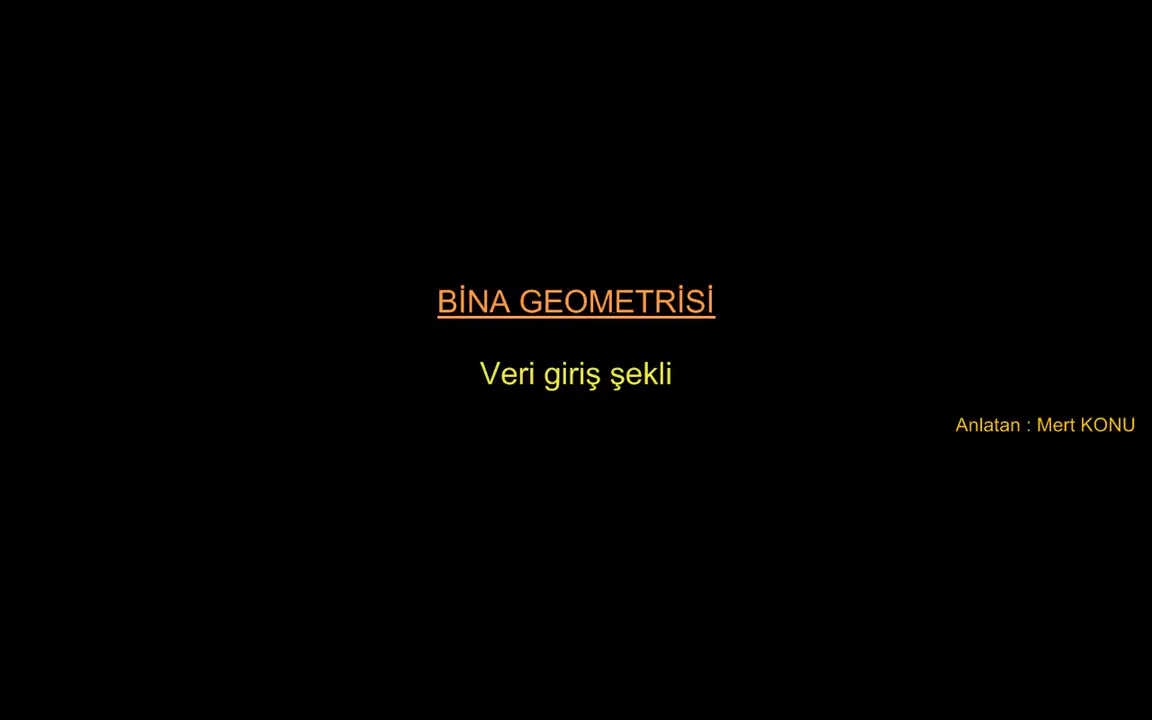 BİNA GEOMETRİSİ
Veri giriş şekli
Anlatan : Mert KONU